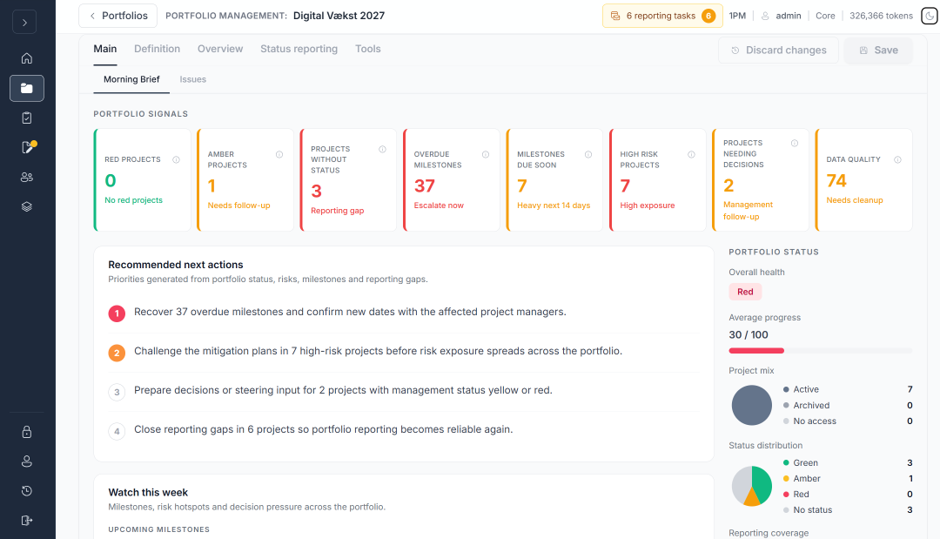 Portfolios
PORTFOLIO MANAGEMENT: Digital Vækst 2027
6 reporting tasks 6
1PM
admin
Core
326,366 tokens
Main
Definition
Overview
Status reporting
Tools
Discard changes
Save
Morning Brief
Issues
PORTFOLIO SIGNALS
RED PROJECTS
0
No red projects
AMBER
PROJECTS
1
Needs follow-up
PROJECTS
WITHOUT
STATUS
3
Reporting gap
OVERDUE
MILESTONES
37
Escalate now
MILESTONES
DUE SOON
7
Heavy next 14 days
HIGH RISK
PROJECTS
7
High exposure
PROJECTS
NEEDING
DECISIONS
2
Management
follow-up
DATA QUALITY
74
Needs cleanup
Recommended next actions
Priorities generated from portfolio status, risks, milestones and reporting gaps.
1 Recover 37 overdue milestones and confirm new dates with the affected project managers.
2 Challenge the mitigation plans in 7 high-risk projects before risk exposure spreads across the portfolio.
3 Prepare decisions or steering input for 2 projects with management status yellow or red.
4 Close reporting gaps in 6 projects so portfolio reporting becomes reliable again.
Watch this week
Milestones, risk hotspots and decision pressure across the portfolio.
UPCOMING MILESTONES
PORTFOLIO STATUS
Overall health
Red
Average progress
30 / 100
Project mix
Active 7
Archived 0
No access 0
Status distribution
Green 3
Amber 1
Red 0
No status 3
Reporting coverage